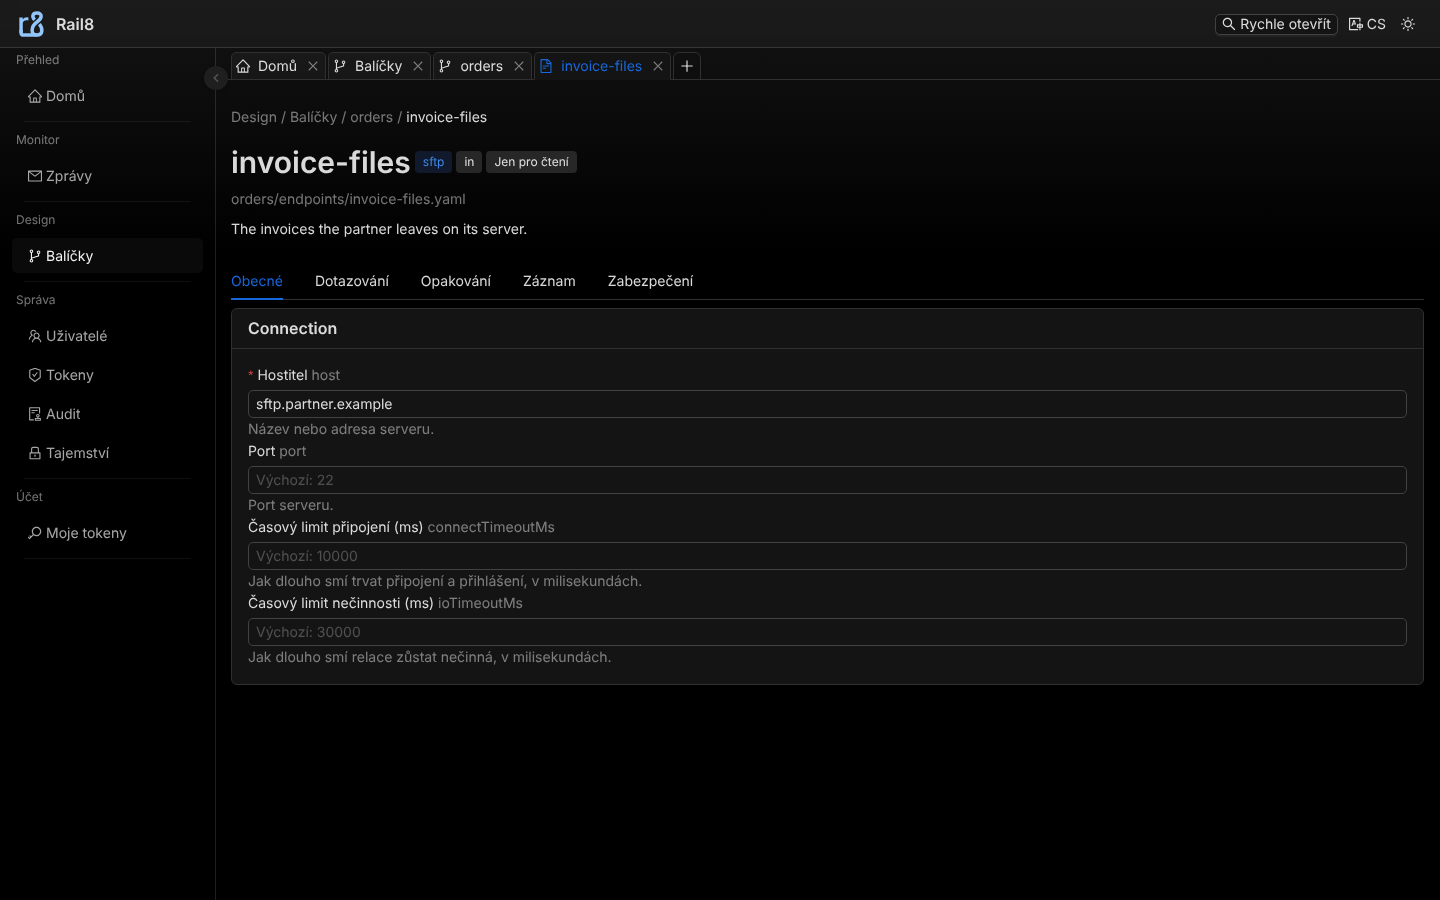 Rail8
Rychle otevřít
CS
Přehled
Domů
Monitor
Zprávy
Design
Balíčky
Správa
Uživatelé
Tokeny
Audit
Tajemství
Účet
Moje tokeny
Domů
Balíčky
orders
invoice-files
Design / Balíčky / orders / invoice-files
invoice-files sftp in Jen pro čtení
orders/endpoints/invoice-files.yaml
The invoices the partner leaves on its server.
Obecné Dotazování Opakování Záznam Zabezpečení
Connection
* Hostitel host
sftp.partner.example
Název nebo adresa serveru.
Port port
Výchozí: 22
Port serveru.
Časový limit připojení (ms) connectTimeoutMs
Výchozí: 10000
Jak dlouho smí trvat připojení a přihlášení, v milisekundách.
Časový limit nečinnosti (ms) ioTimeoutMs
Výchozí: 30000
Jak dlouho smí relace zůstat nečinná, v milisekundách.